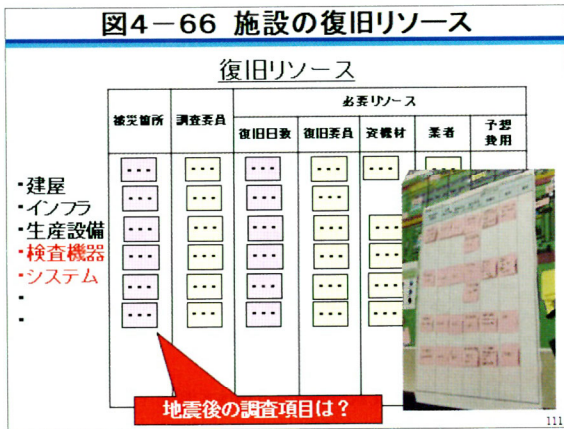 図4－66 施設の復旧リソース
復旧リソース
必要リソース
被災箇所 調査要員 復旧日数 復旧要員 資機材 業者 予想費用
･･･ ･･･ ･･･ ･･･ ･･･ ･･･
･建屋
･･･ ･･･ ･･･ ･･･
･インフラ
･･･ ･･･ ･･･ ･･･ ･･･
･生産設備
･･･ ･･･ ･･･ ･･･ ･･･
･検査機器
･･･ ･･･ ･･･ ･･･ ･･･
･システム
･･･ ･･･ ･･･ ･･･ ･･･
･
･
地震後の調査項目は？
111